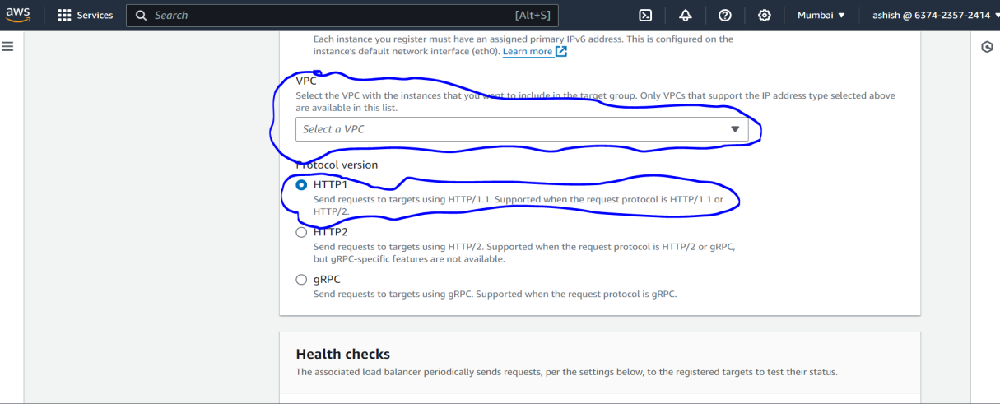 aws
Services
Search
[Alt+S]
Mumbai
ashish @ 6374-2357-2414
Each instance you register must have an assigned primary IPv6 address. This is configured on the
instance's default network interface (eth0). Learn more
VPC
Select the VPC with the instances that you want to include in the target group. Only VPCs that support the IP address type selected above
are available in this list.
Select a VPC
Protocol version
HTTP1
Send requests to targets using HTTP/1.1. Supported when the request protocol is HTTP/1.1 or
HTTP/2.
HTTP2
Send requests to targets using HTTP/2. Supported when the request protocol is HTTP/2 or gRPC,
but gRPC-specific features are not available.
gRPC
Send requests to targets using gRPC. Supported when the request protocol is gRPC.
Health checks
The associated load balancer periodically sends requests, per the settings below, to the registered targets to test their status.